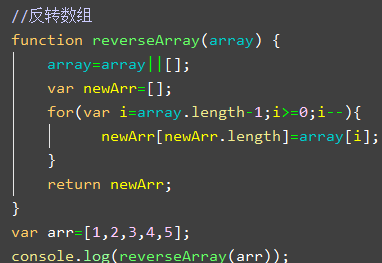 //反转数组
function reverseArray(array) {
    array=array||[];
    var newArr=[];
    for(var i=array.length-1;i>=0;i--){
        newArr[newArr.length]=array[i];
    }
    return newArr;
}
var arr=[1,2,3,4,5];
console.log(reverseArray(arr));